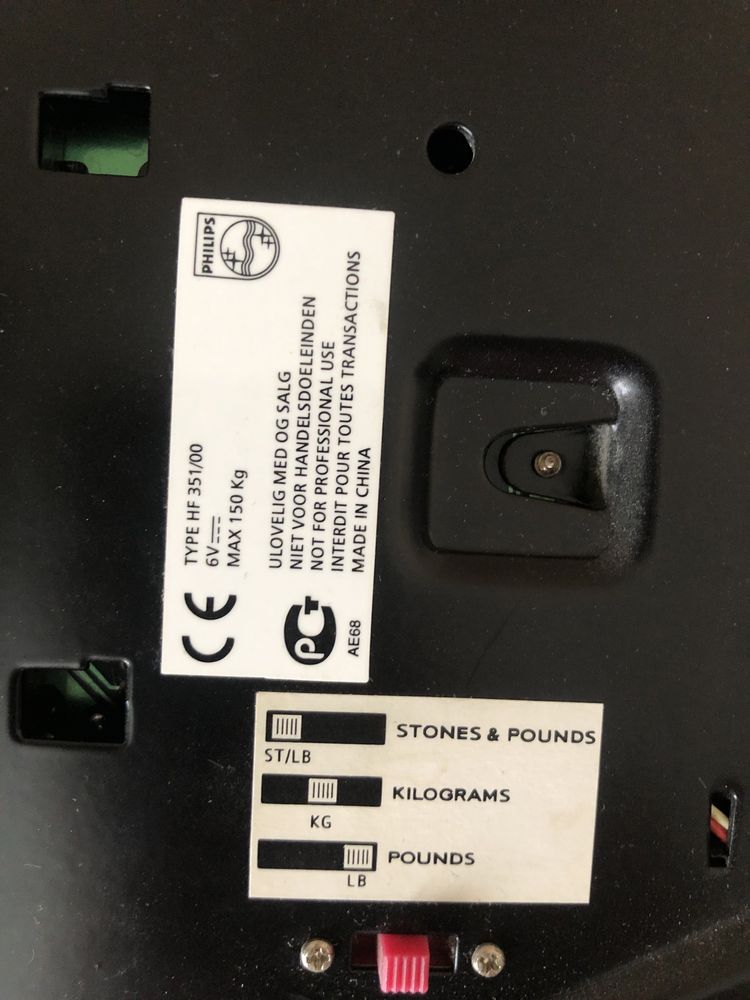 PHILIPS
TYPE HF 351/00
6V
MAX 150 Kg
ULOVELIG MED OG SALG
NIET VOOR HANDELSDOELEINDEN
NOT FOR PROFESSIONAL USE
INTERDIT POUR TOUTES TRANSACTIONS
MADE IN CHINA
CE
PCT
AE68
STONES & POUNDS
ST/LB
KILOGRAMS
KG
POUNDS
LB